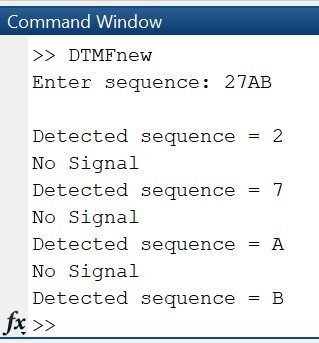 Command Window
>> DTMFnew
Enter sequence: 27AB
Detected sequence = 2
No Signal
Detected sequence = 7
No Signal
Detected sequence = A
No Signal
Detected sequence = B
fx >>